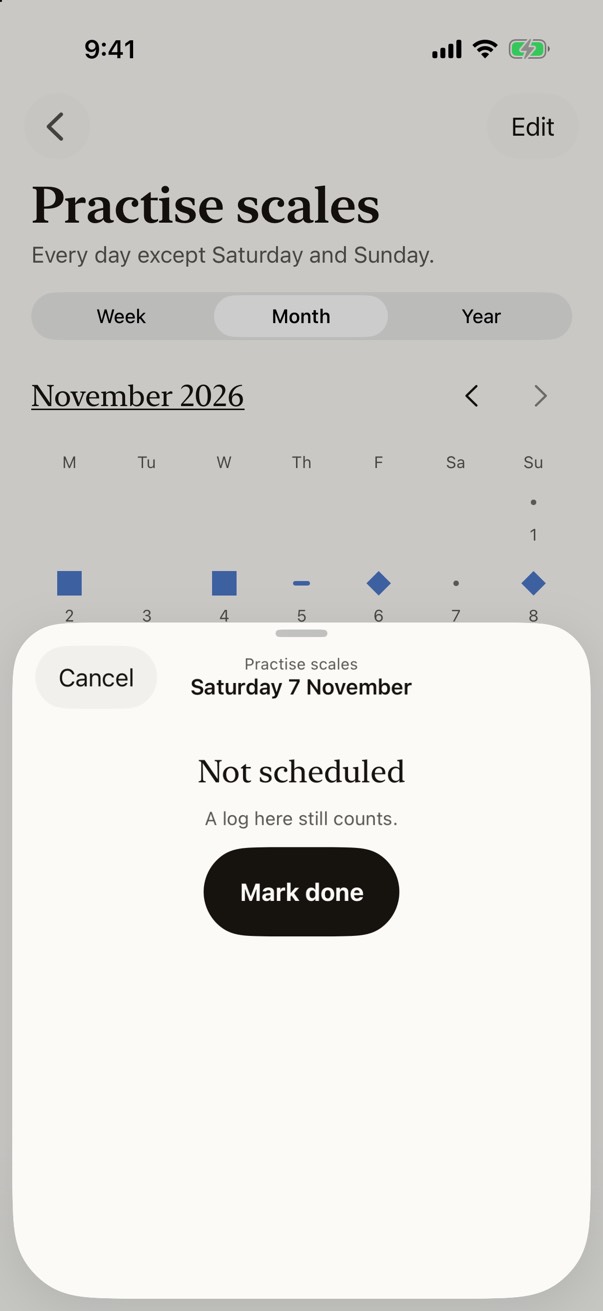 9:41
Edit
Practise scales
Every day except Saturday and Sunday.
Week Month Year
November 2026
M Tu W Th F Sa Su
1
2 3 4 5 6 7 8
Cancel
Practise scales
Saturday 7 November
Not scheduled
A log here still counts.
Mark done